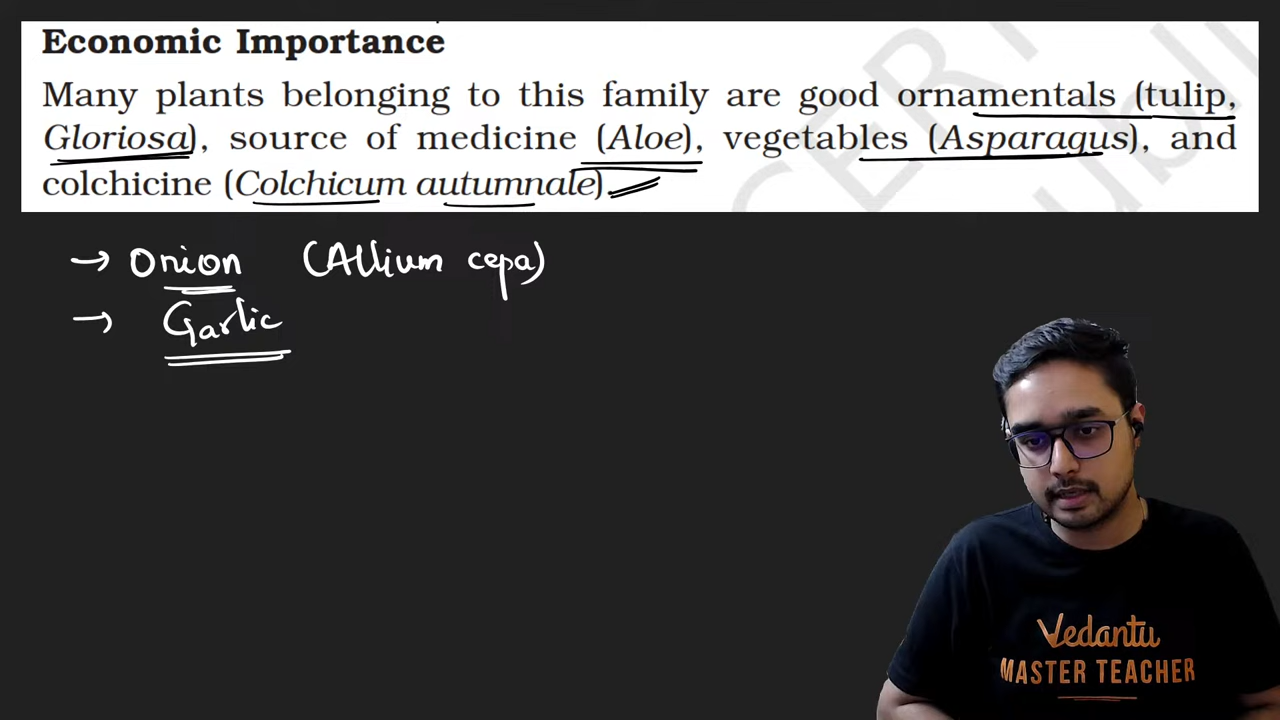 Economic Importance
Many plants belonging to this family are good ornamentals (tulip,
Gloriosa), source of medicine (Aloe), vegetables (Asparagus), and
colchicine (Colchicum autumnale).
→ Onion (Allium cepa)
→ Garlic
Vedantu
MASTER TEACHER